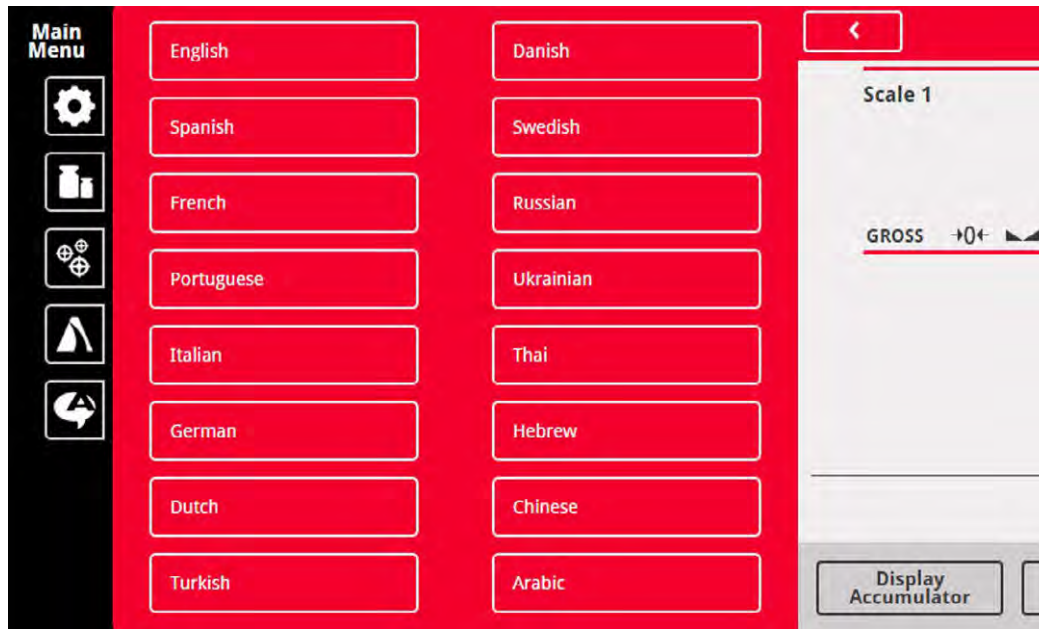 Main
Menu
English
Spanish
French
Portuguese
Italian
German
Dutch
Turkish
Danish
Swedish
Russian
Ukrainian
Thai
Hebrew
Chinese
Arabic
Scale 1
GROSS →0←
Display
Accumulator